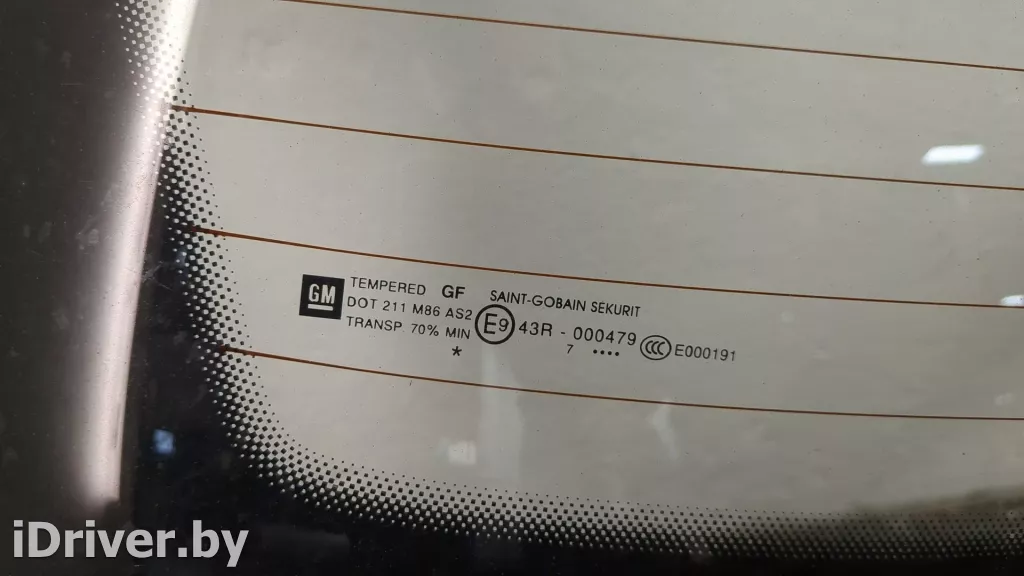 GM
TEMPERED GF SAINT-GOBAIN SEKURIT
DOT 211 M86 AS2 E9 43R - 000479 CCC E000191
TRANSP. 70% MIN 7 ••••
*
iDriver.by